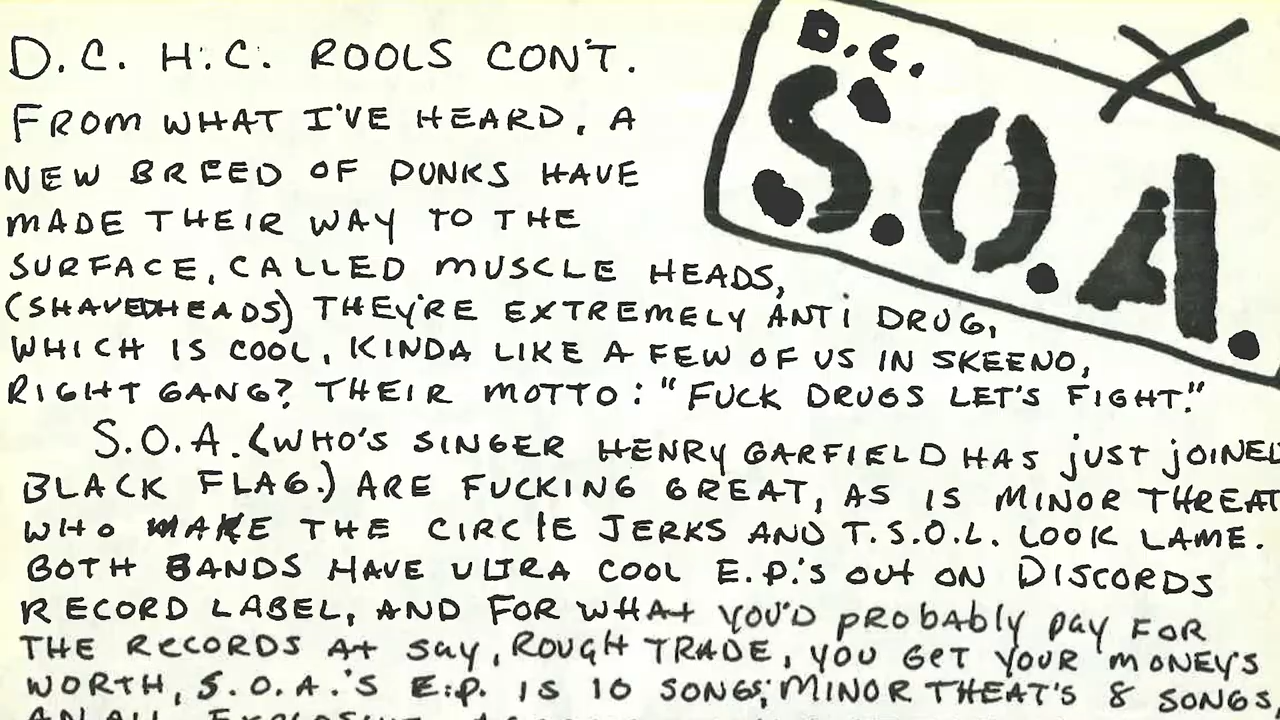 D.C. H.C. ROOLS CON'T.
D.C.
S.O.A.
FROM WHAT I'VE HEARD, A
NEW BREED OF PUNKS HAVE
MADE THEIR WAY TO THE
SURFACE, CALLED MUSCLE HEADS,
(SHAVEDHEADS) THEY'RE EXTREMELY ANTI DRUG,
WHICH IS COOL, KINDA LIKE A FEW OF US IN SKEENO,
RIGHT GANG? THEIR MOTTO: "FUCK DRUGS LET'S FIGHT."
S.O.A. (WHO'S SINGER HENRY GARFIELD HAS just joINED
BLACK FLAG.) ARE FUCKING GREAT, AS IS MINOR THREAT
WHO MAKE THE CIRCLE JERKS AND T.S.O.L. LOOK LAME.
BOTH BANDS HAVE ULTRA COOL E.P.'S out ON DISCORDS
RECORD LABEL, AND FOR WHAt YOU'D probAbly pay FOR
THE RECORDS At say, ROUGH TRADE, YOU GET YOUR MONEY'S
WORTH, S.O.A.'S E.P. IS 10 SONGS; MINOR THEAT'S 8 SONGS,
AN ALL EXPLOSIVE